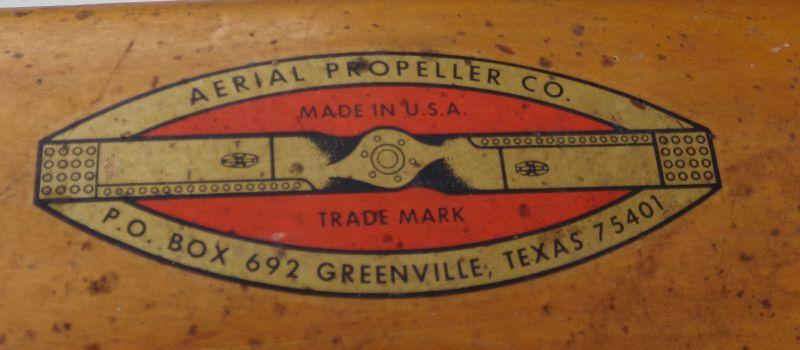 AERIAL PROPELLER CO.
MADE IN U.S.A.
TRADE MARK
P.O. BOX 692 GREENVILLE, TEXAS 75401